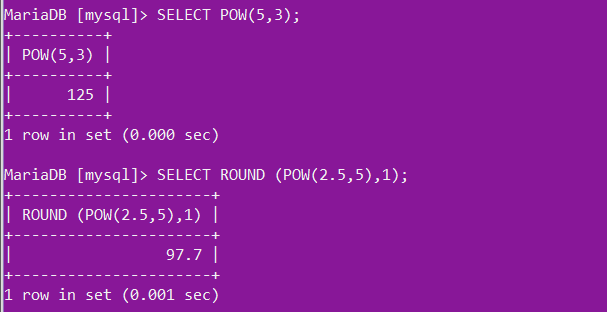 MariaDB [mysql]> SELECT POW(5,3);
+----------+
| POW(5,3) |
+----------+
|      125 |
+----------+
1 row in set (0.000 sec)

MariaDB [mysql]> SELECT ROUND (POW(2.5,5),1);
+----------------------+
| ROUND (POW(2.5,5),1) |
+----------------------+
|                 97.7 |
+----------------------+
1 row in set (0.001 sec)